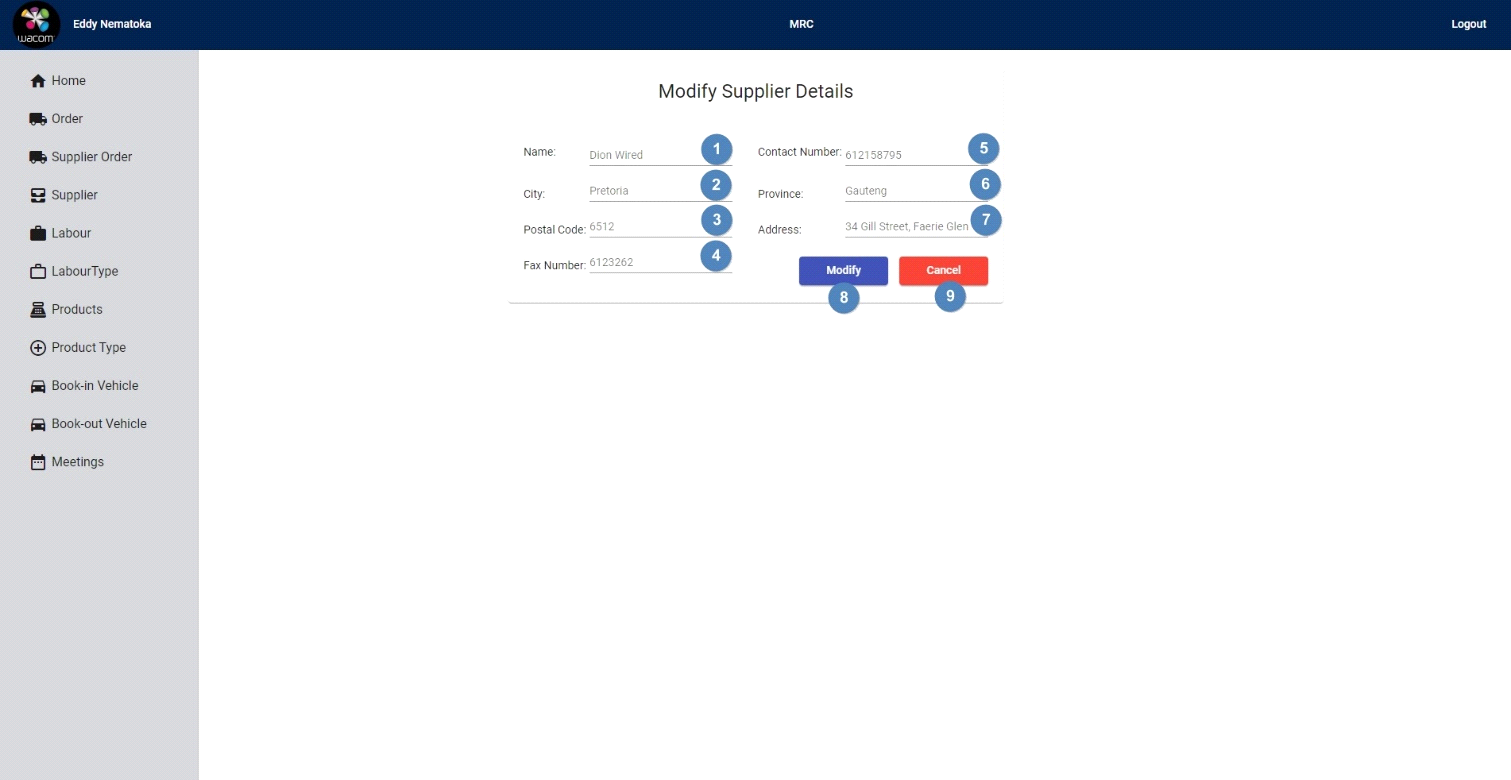 wacom
Eddy Nematoka
MRC
Logout
Home
Order
Supplier Order
Supplier
Labour
LabourType
Products
Product Type
Book-in Vehicle
Book-out Vehicle
Meetings
Modify Supplier Details
Name: Dion Wired 1
Contact Number: 612158795 5
City: Pretoria 2
Province: Gauteng 6
Postal Code: 6512 3
Address: 34 Gill Street, Faerie Glen 7
Fax Number: 6123262 4
Modify Cancel
8 9